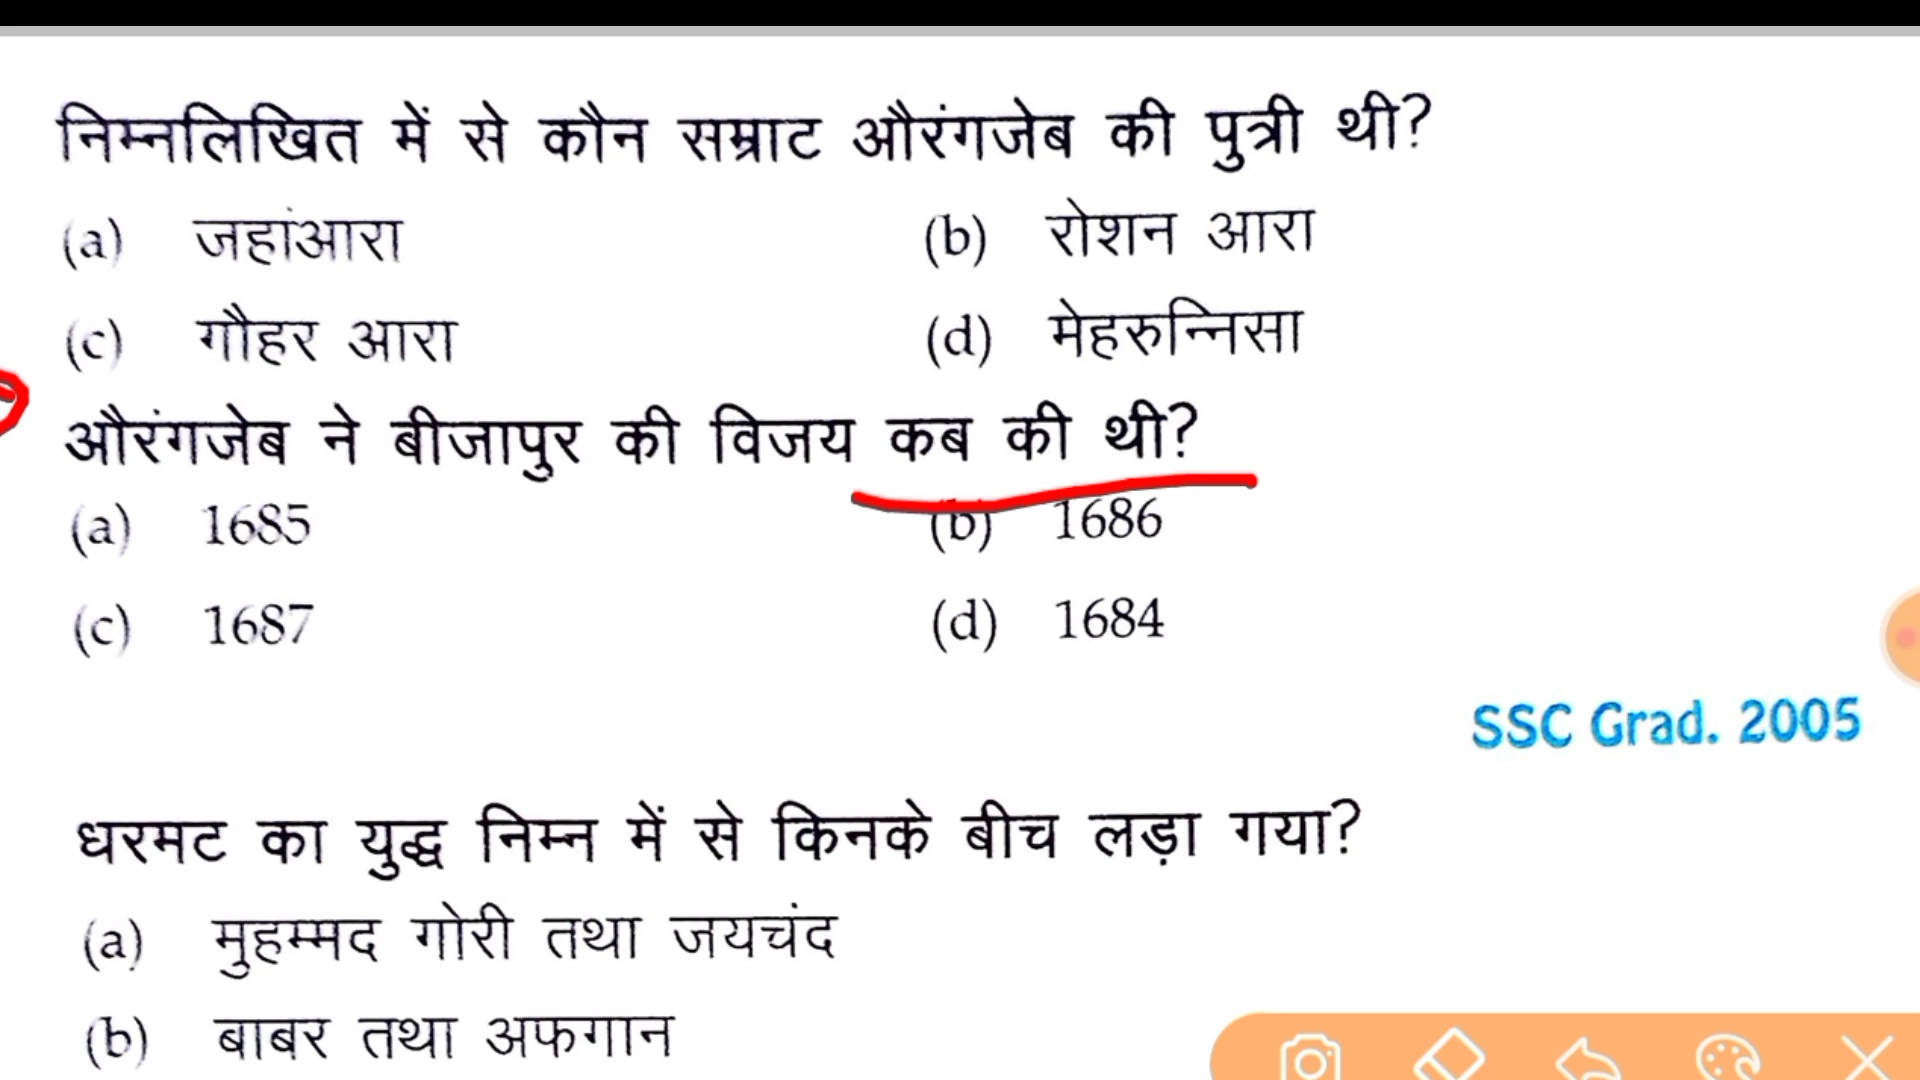 निम्नलिखित में से कौन सम्राट औरंगजेब की पुत्री थी?
(a) जहांआरा (b) रोशन आरा
(c) गौहर आरा (d) मेहरुन्निसा
औरंगजेब ने बीजापुर की विजय कब की थी?
(a) 1685 (b) 1686
(c) 1687 (d) 1684
SSC Grad. 2005
धरमट का युद्ध निम्न में से किनके बीच लड़ा गया?
(a) मुहम्मद गोरी तथा जयचंद
(b) बाबर तथा अफगान